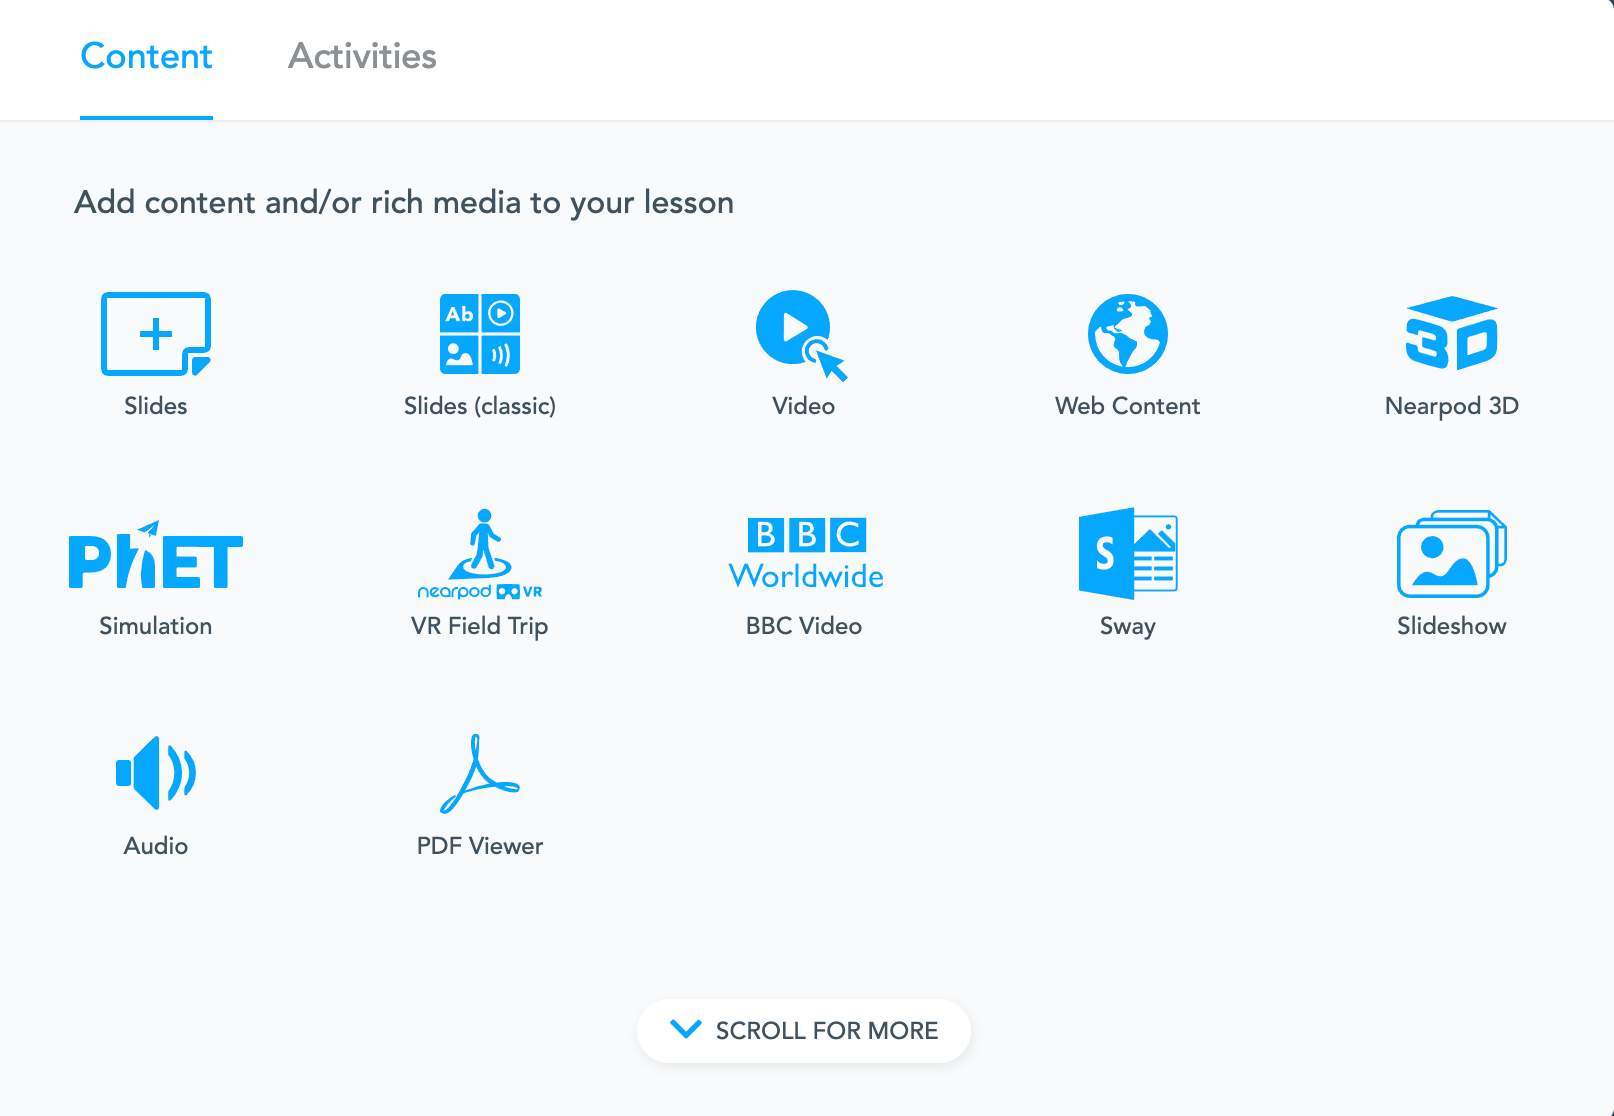 Content Activities
Add content and/or rich media to your lesson
Ab
Slides Slides (classic) Video Web Content Nearpod 3D
3D
PhET
nearpod VR
BBC
Worldwide
S
Simulation VR Field Trip BBC Video Sway Slideshow
Audio PDF Viewer
SCROLL FOR MORE